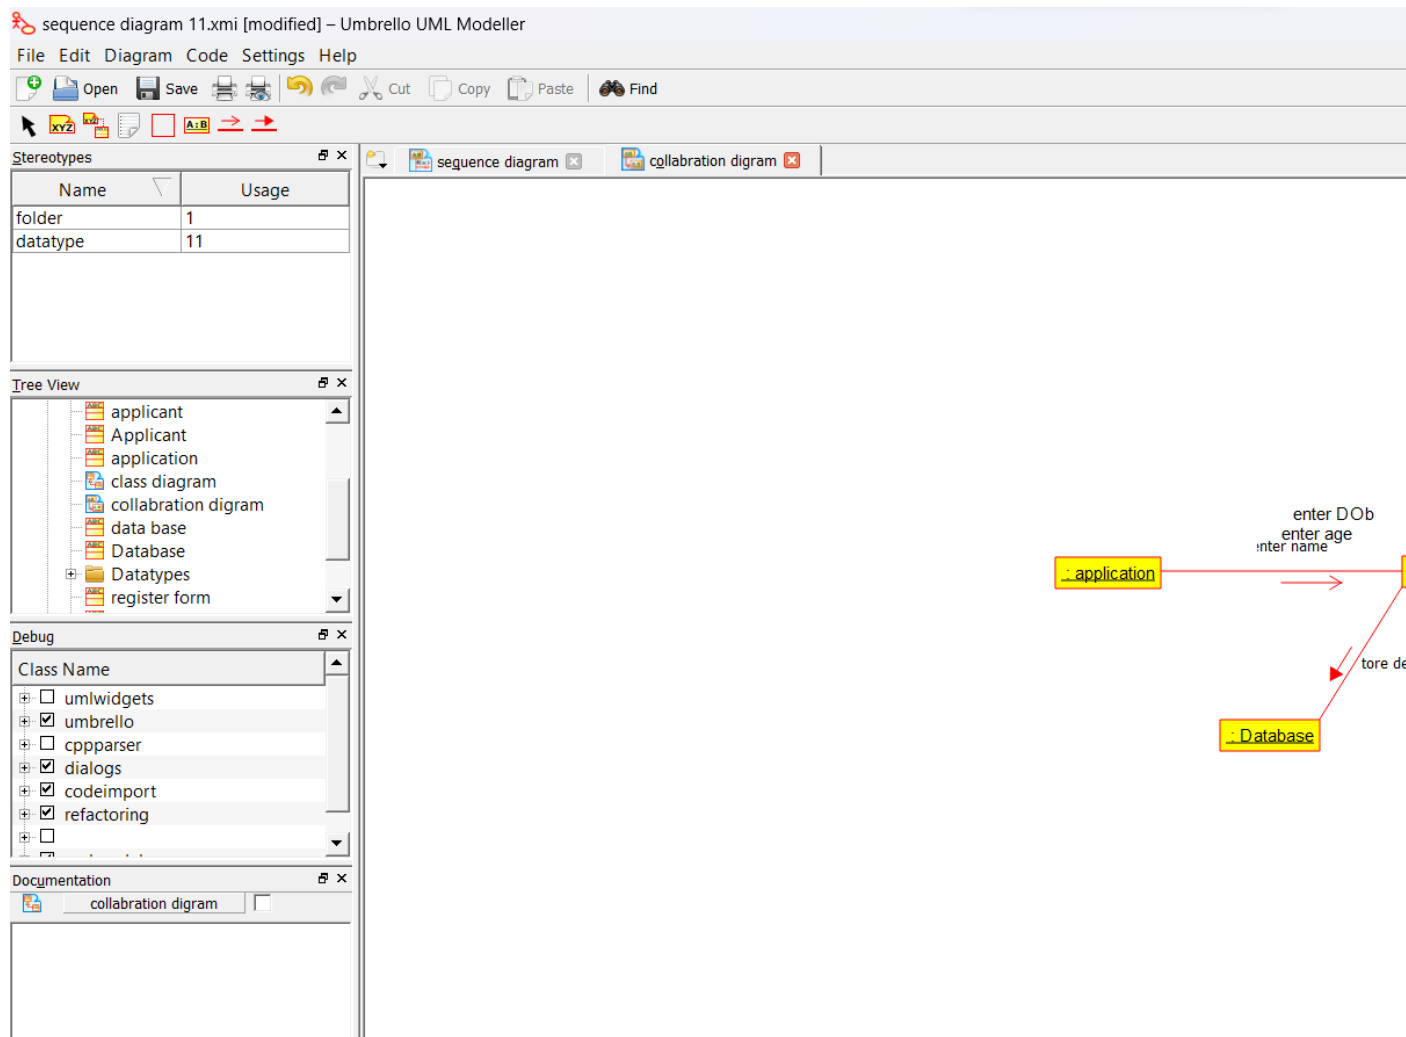 sequence diagram 11.xmi [modified] – Umbrello UML Modeller
File Edit Diagram Code Settings Help
Open Save Cut Copy Paste Find
XYZ A:B
Stereotypes
Name Usage
folder 1
datatype 11
sequence diagram collabration digram
Tree View
applicant
Applicant
application
class diagram
collabration digram
data base
Database
Datatypes
register form
Debug
Class Name
umlwidgets
umbrello
cppparser
dialogs
codeimport
refactoring
Documentation
collabration digram
enter DOb
enter age
enter name
: application
tore de
: Database